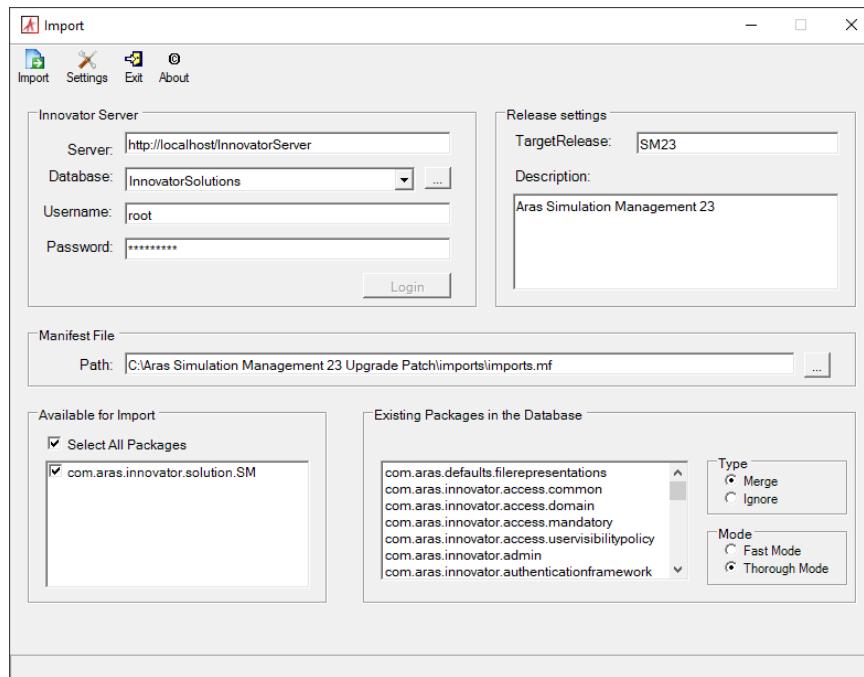 Import
Import Settings Exit About
Innovator Server
Server: http://localhost/InnovatorServer
Database: InnovatorSolutions ...
Username: root
Password: *********
Login
Release settings
TargetRelease: SM23
Description:
Aras Simulation Management 23
Manifest File
Path: C:\Aras Simulation Management 23 Upgrade Patch\imports\imports.mf ...
Available for Import
Select All Packages
com.aras.innovator.solution.SM
Existing Packages in the Database
com.aras.defaults.filerepresentations
com.aras.innovator.access.common
com.aras.innovator.access.domain
com.aras.innovator.access.mandatory
com.aras.innovator.access.uservisibilitypolicy
com.aras.innovator.admin
com.aras.innovator.authenticationframework
Type
Merge
Ignore
Mode
Fast Mode
Thorough Mode